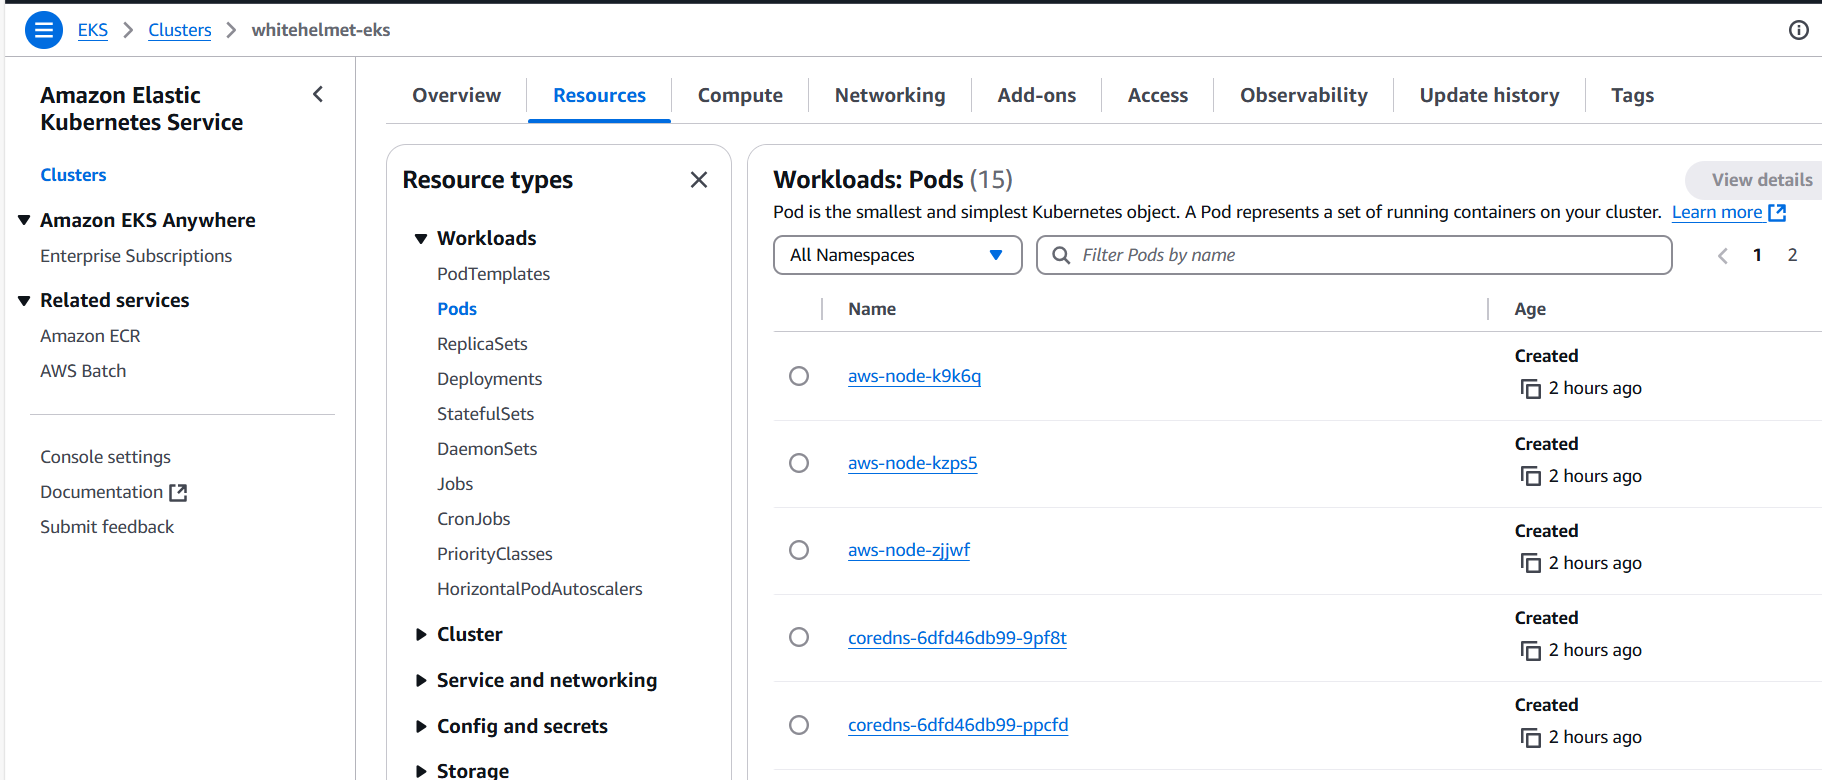 EKS > Clusters > whitehelmet-eks
Amazon Elastic
Kubernetes Service
Clusters
Amazon EKS Anywhere
Enterprise Subscriptions
Related services
Amazon ECR
AWS Batch
Console settings
Documentation
Submit feedback
Overview Resources Compute Networking Add-ons Access Observability Update history Tags
Resource types
Workloads
PodTemplates
Pods
ReplicaSets
Deployments
StatefulSets
DaemonSets
Jobs
CronJobs
PriorityClasses
HorizontalPodAutoscalers
Cluster
Service and networking
Config and secrets
Storage
Workloads: Pods (15)
View details
Pod is the smallest and simplest Kubernetes object. A Pod represents a set of running containers on your cluster. Learn more
All Namespaces Filter Pods by name 1 2
Name Age
aws-node-k9k6q
Created
2 hours ago
aws-node-kzps5
Created
2 hours ago
aws-node-zjjwf
Created
2 hours ago
coredns-6dfd46db99-9pf8t
Created
2 hours ago
coredns-6dfd46db99-ppcfd
Created
2 hours ago